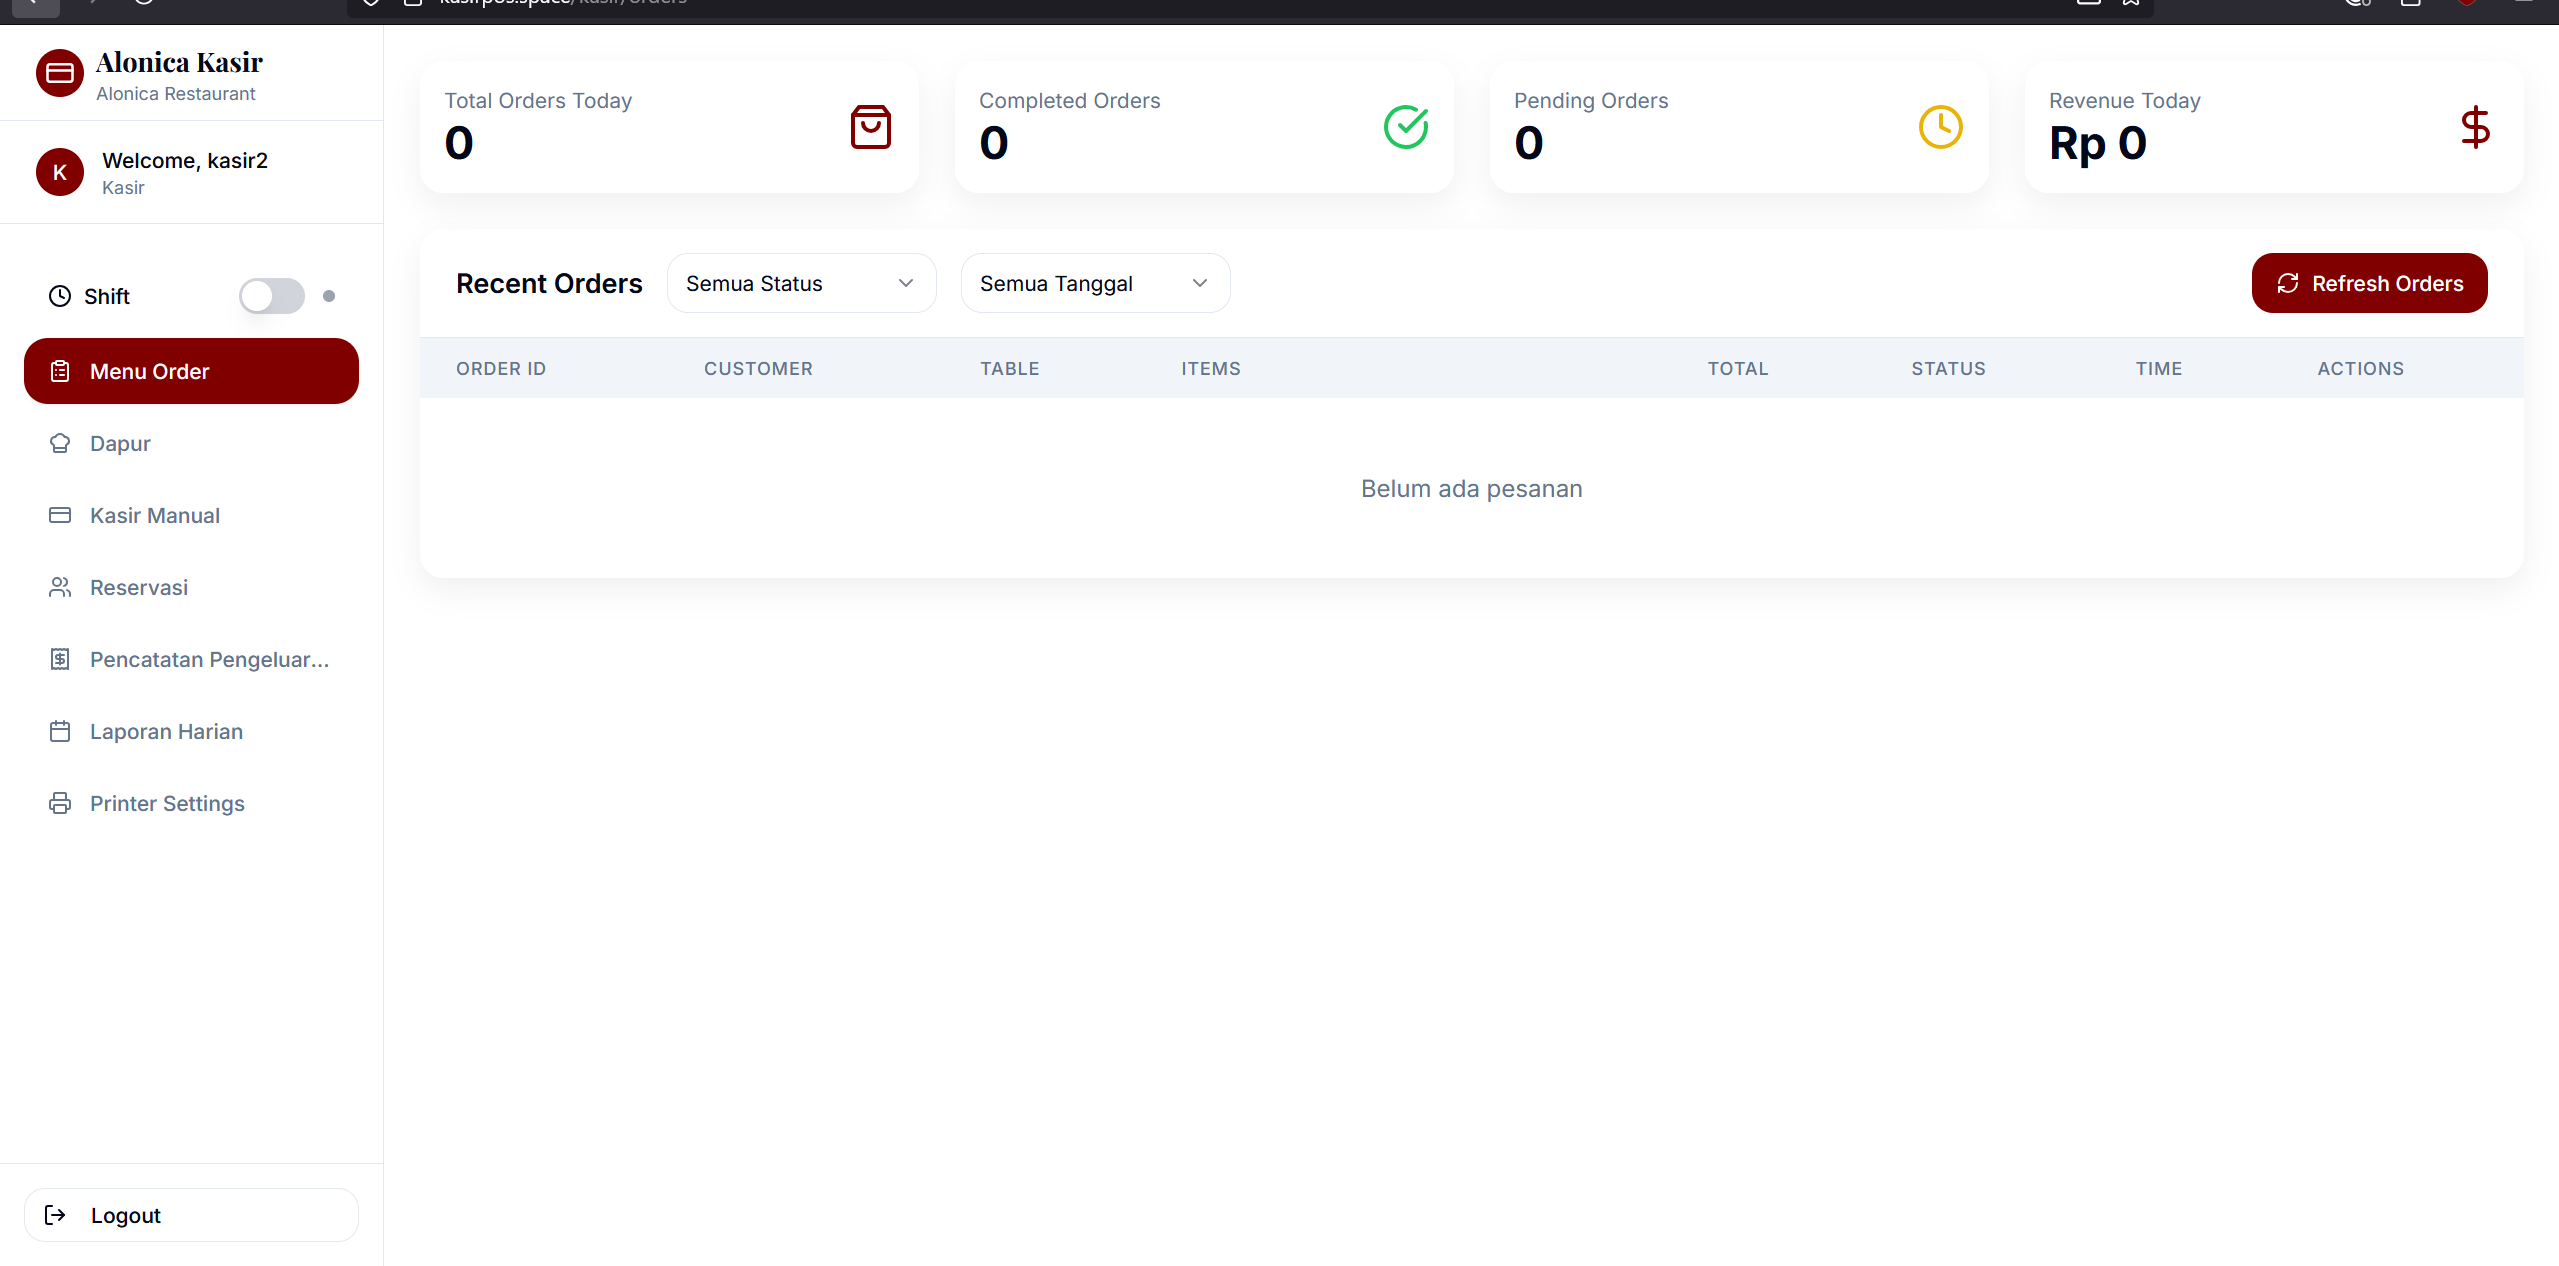 Alonica Kasir
Alonica Restaurant
K
Welcome, kasir2
Kasir
Shift
Menu Order
Dapur
Kasir Manual
Reservasi
Pencatatan Pengeluar...
Laporan Harian
Printer Settings
Logout
Total Orders Today
0
Completed Orders
0
Pending Orders
0
Revenue Today
Rp 0
Recent Orders
Semua Status
Semua Tanggal
Refresh Orders
ORDER ID CUSTOMER TABLE ITEMS TOTAL STATUS TIME ACTIONS
Belum ada pesanan